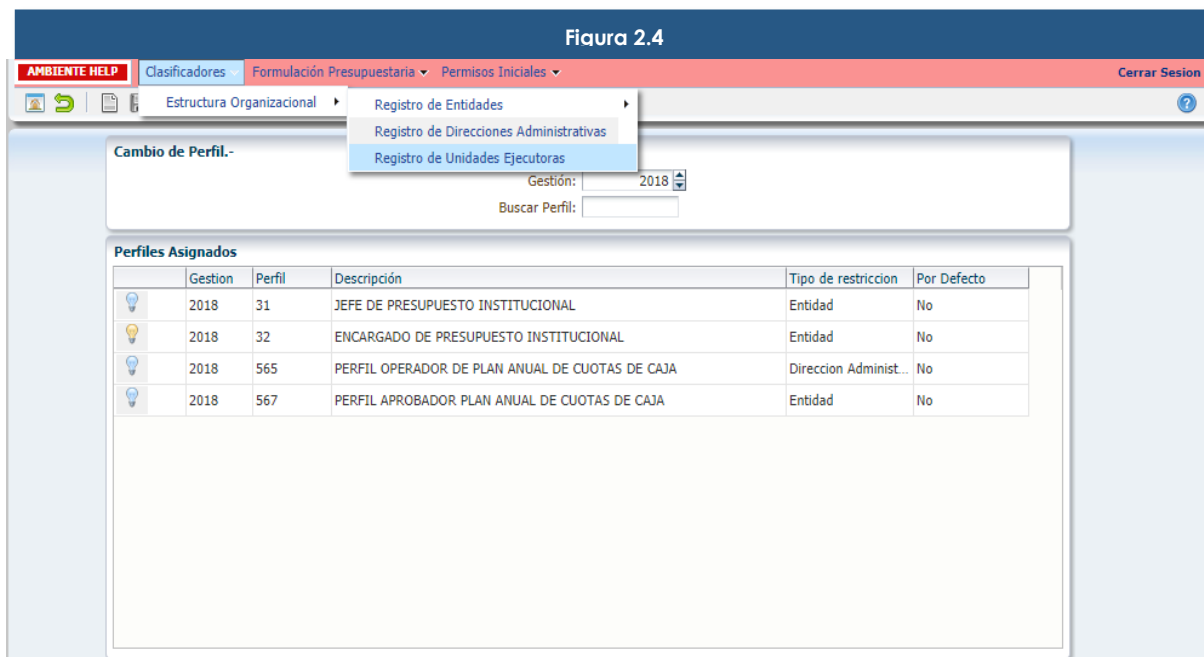 Figura 2.4
AMBIENTE HELP Clasificadores Formulación Presupuestaria Permisos Iniciales Cerrar Sesion
Estructura Organizacional
Registro de Entidades
Registro de Direcciones Administrativas
Registro de Unidades Ejecutoras
Cambio de Perfil.-
Gestión: 2018
Buscar Perfil:
Perfiles Asignados
Gestion Perfil Descripción Tipo de restriccion Por Defecto
2018 31 JEFE DE PRESUPUESTO INSTITUCIONAL Entidad No
2018 32 ENCARGADO DE PRESUPUESTO INSTITUCIONAL Entidad No
2018 565 PERFIL OPERADOR DE PLAN ANUAL DE CUOTAS DE CAJA Direccion Administ... No
2018 567 PERFIL APROBADOR PLAN ANUAL DE CUOTAS DE CAJA Entidad No